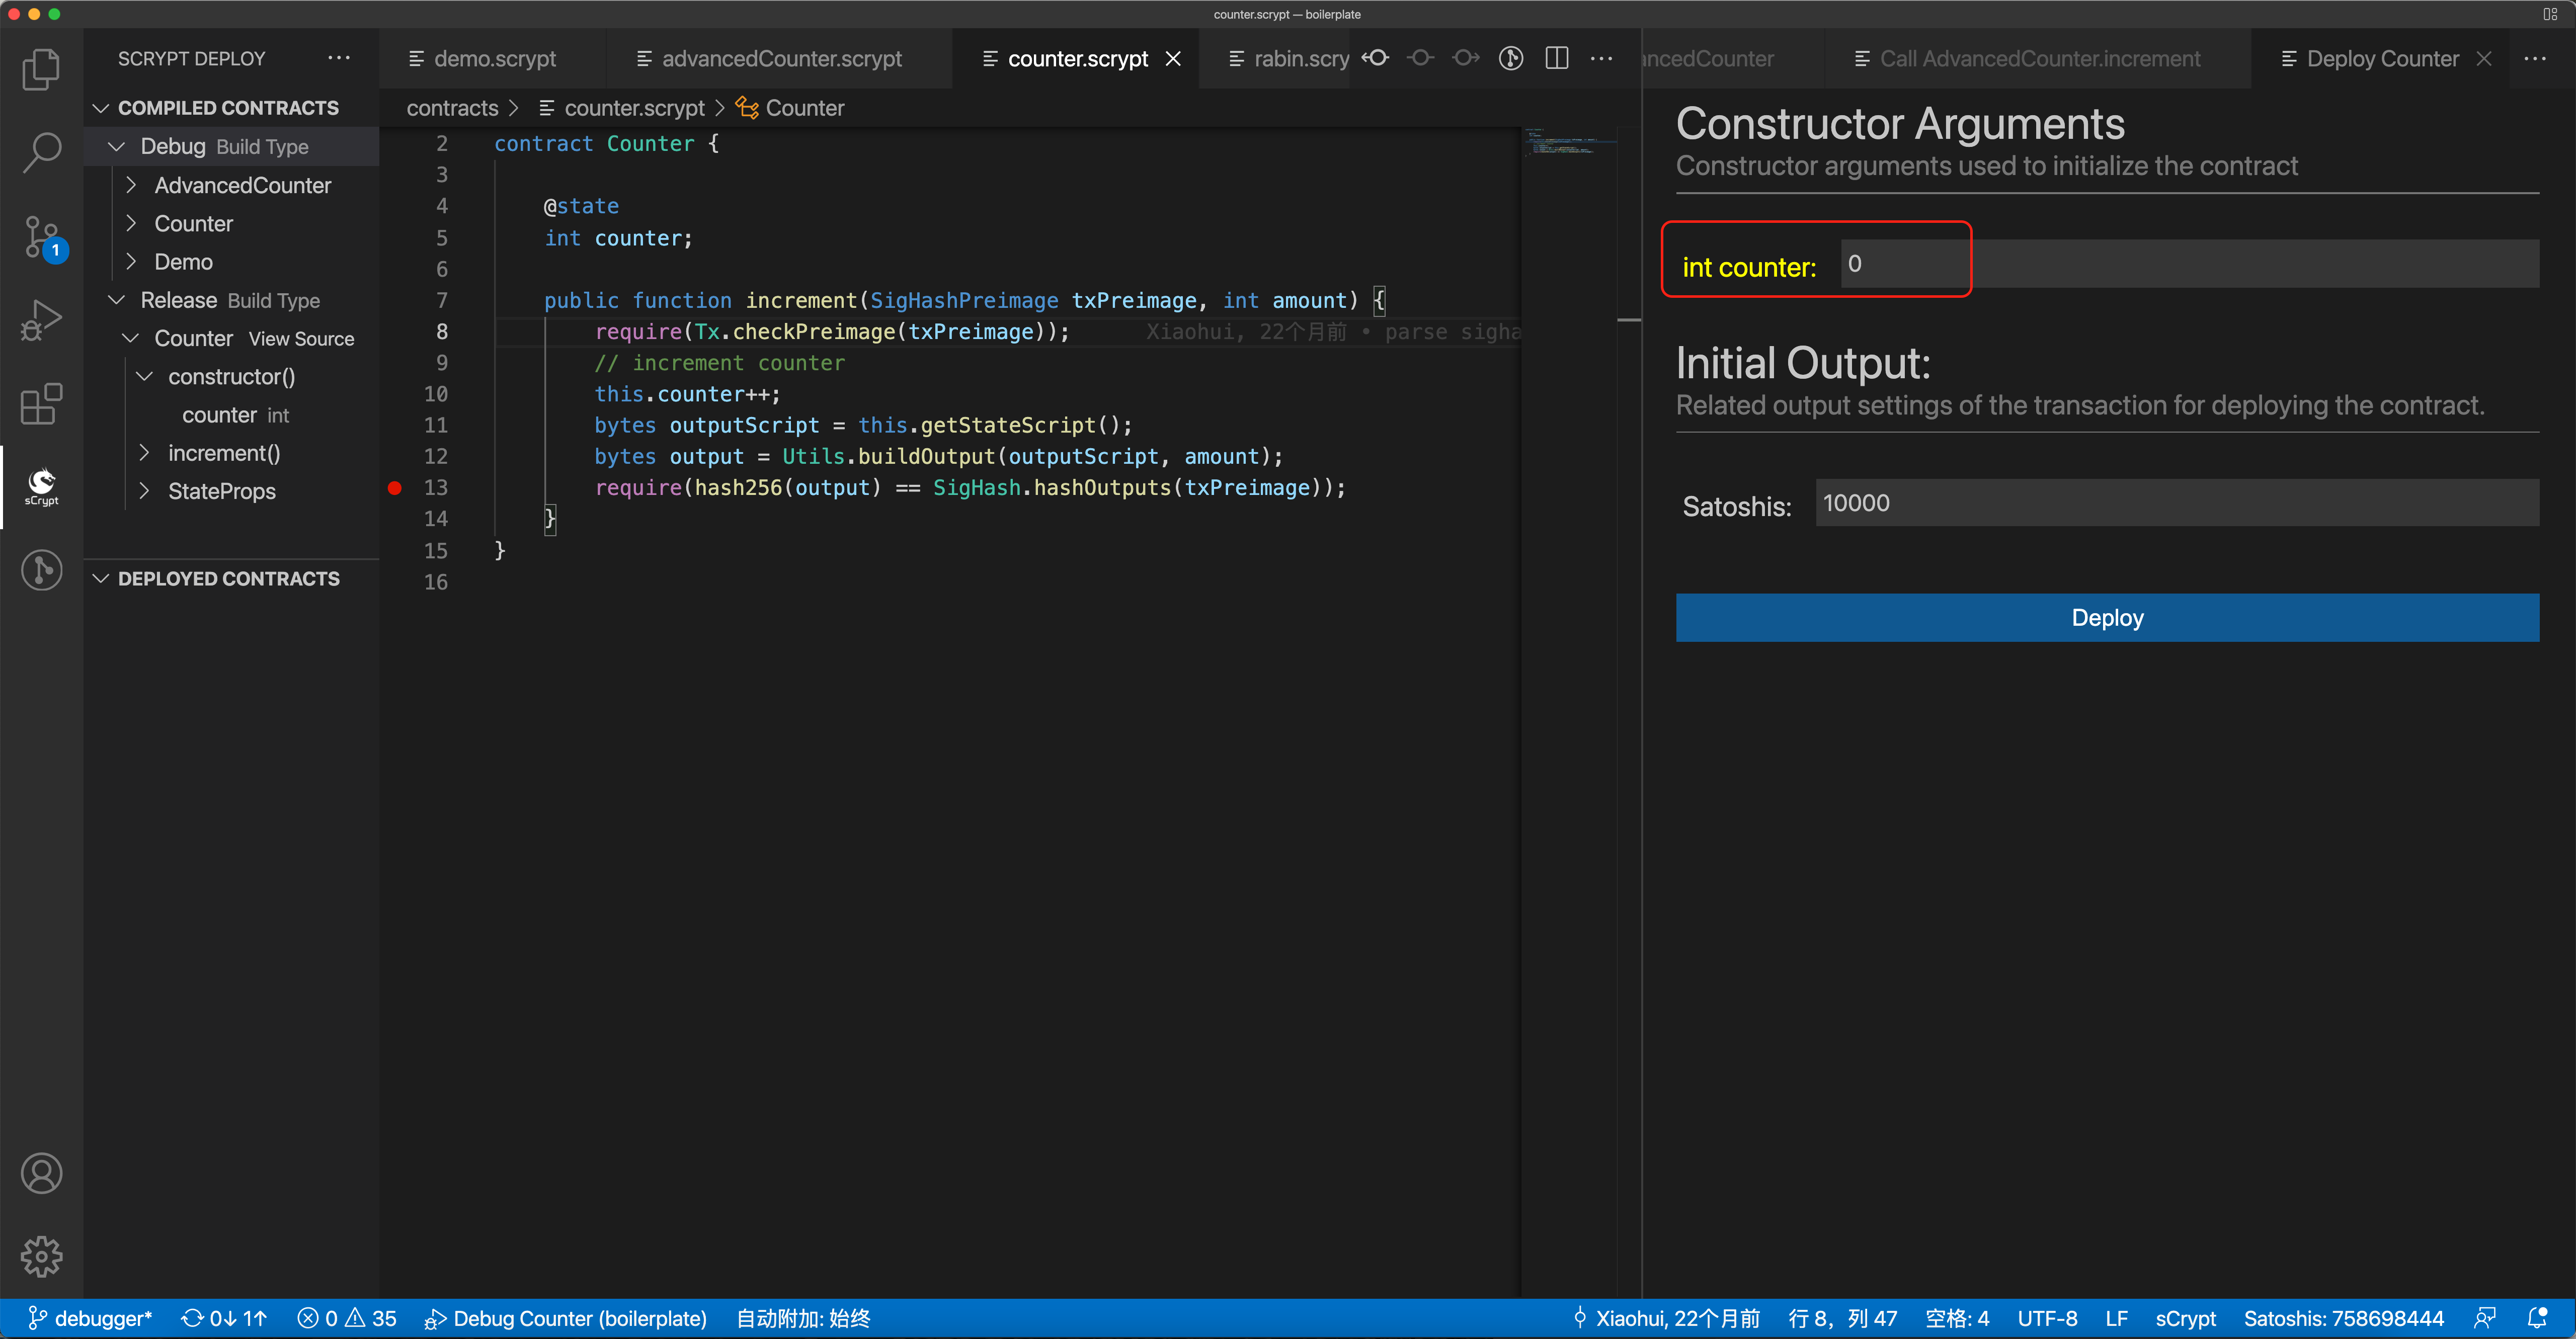 counter.scrypt — boilerplate
SCRYPT DEPLOY
COMPILED CONTRACTS
Debug Build Type
AdvancedCounter
Counter
Demo
Release Build Type
Counter View Source
constructor()
counter int
increment()
StateProps
DEPLOYED CONTRACTS
1
sCrypt
demo.scrypt
advancedCounter.scrypt
counter.scrypt
rabin.scry
contracts > counter.scrypt > Counter
2 contract Counter {
3
4 @state
5 int counter;
6
7 public function increment(SigHashPreimage txPreimage, int amount) {
8 require(Tx.checkPreimage(txPreimage)); Xiaohui, 22个月前 • parse sigha
9 // increment counter
10 this.counter++;
11 bytes outputScript = this.getStateScript();
12 bytes output = Utils.buildOutput(outputScript, amount);
13 require(hash256(output) == SigHash.hashOutputs(txPreimage));
14 }
15 }
16
ancedCounter
Call AdvancedCounter.increment
Deploy Counter
Constructor Arguments
Constructor arguments used to initialize the contract
int counter: 0
Initial Output:
Related output settings of the transaction for deploying the contract.
Satoshis: 10000
Deploy
debugger* 0↓ 1↑ 0 35 Debug Counter (boilerplate) 自动附加: 始终 Xiaohui, 22个月前 行 8，列 47 空格: 4 UTF-8 LF sCrypt Satoshis: 758698444